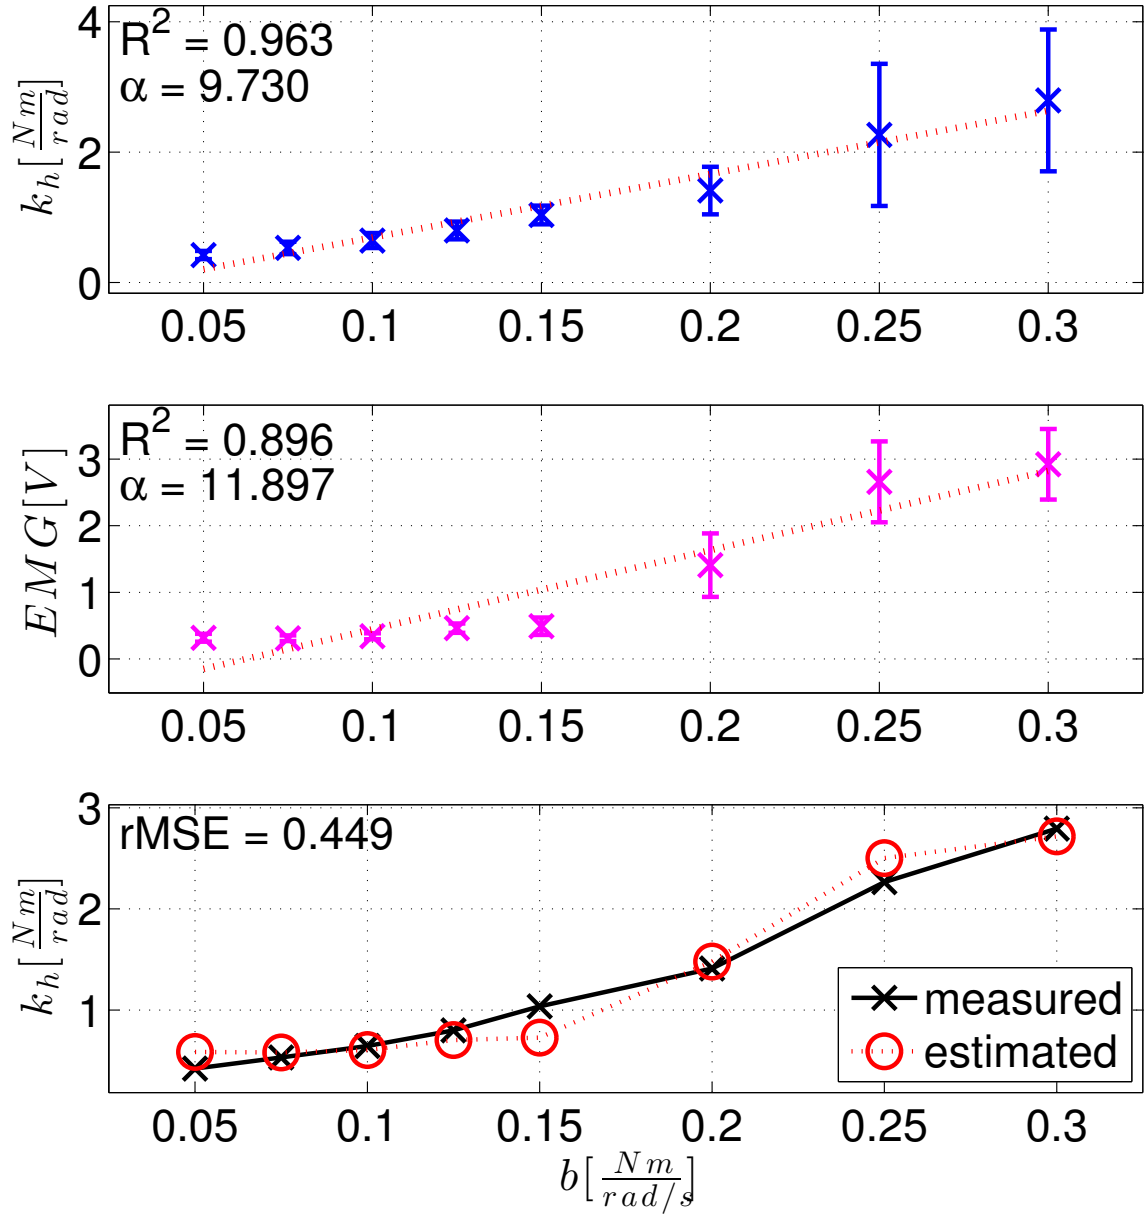 R² = 0.963
α = 9.730
4
2
0
k_h[Nm/rad]
0.05 0.1 0.15 0.2 0.25 0.3
R² = 0.896
α = 11.897
3
2
1
0
EMG[V]
0.05 0.1 0.15 0.2 0.25 0.3
rMSE = 0.449
3
2
1
k_h[Nm/rad]
measured
estimated
0.05 0.1 0.15 0.2 0.25 0.3
b[Nm/rad/s]